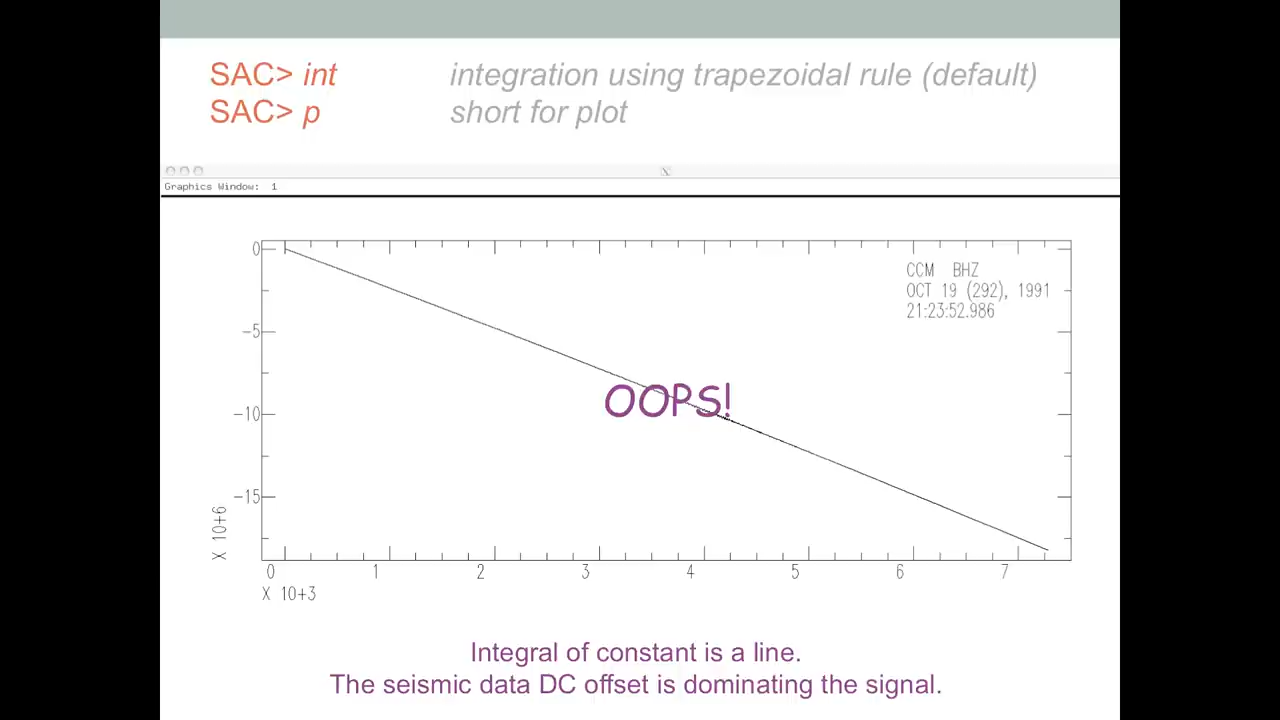 SAC> int integration using trapezoidal rule (default)
SAC> p short for plot
X
Graphics Window: 1
0
-5
-10
-15
X 10+6
CCM BHZ
OCT 19 (292), 1991
21:23:52.986
OOPS!
0 1 2 3 4 5 6 7
X 10+3
Integral of constant is a line.
The seismic data DC offset is dominating the signal.